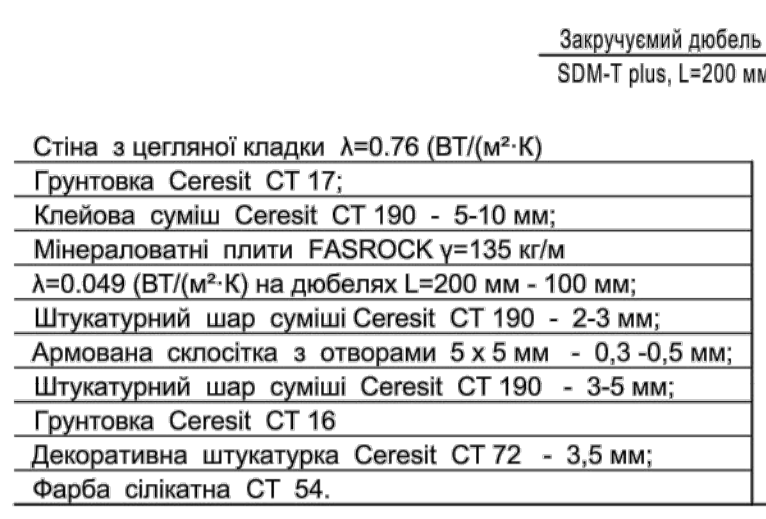 Закручуємий дюбель
SDM-T plus, L=200 мм
Стіна з цегляної кладки λ=0.76 (ВТ/(м²·К)
Грунтовка Ceresit CT 17;
Клейова суміш Ceresit CT 190 - 5-10 мм;
Мінераловатні плити FASROCK γ=135 кг/м
λ=0.049 (ВТ/(м²·К) на дюбелях L=200 мм - 100 мм;
Штукатурний шар суміші Ceresit CT 190 - 2-3 мм;
Армована склосітка з отворами 5 х 5 мм - 0,3 -0,5 мм;
Штукатурний шар суміші Ceresit CT 190 - 3-5 мм;
Грунтовка Ceresit CT 16
Декоративна штукатурка Ceresit CT 72 - 3,5 мм;
Фарба сілікатна CT 54.